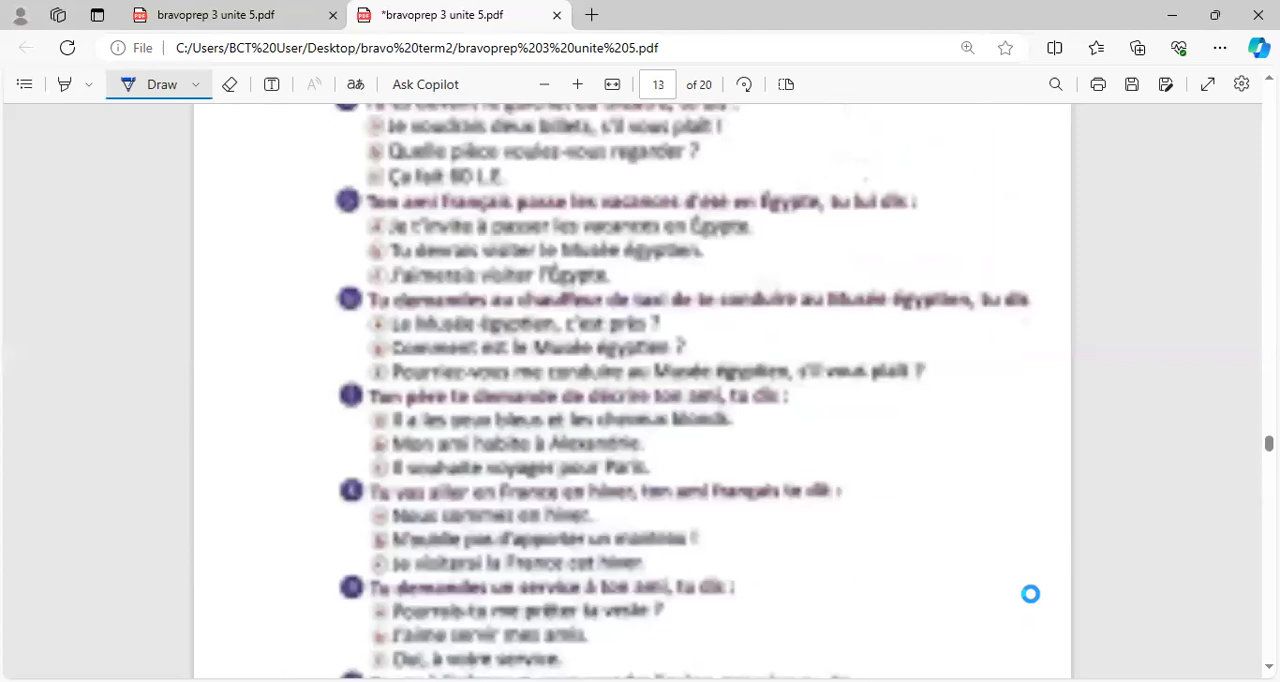 bravoprep 3 unite 5.pdf
*bravoprep 3 unite 5.pdf
File
C:/Users/BCT%20User/Desktop/bravo%20term2/bravoprep%203%20unite%205.pdf
Draw
aあ
Ask Copilot
13 of 20
tu dis :
Je voudrais deux billets, s'il vous plaît !
b Quelle pièce voulez-vous regarder ?
c Ça fait 80 L.E.
Ton ami français passe les vacances d'été en Égypte, tu lui dis :
a Je t'invite à passer les vacances en Égypte.
b Tu devrais visiter le Musée égyptien.
c J'aimerais visiter l'Égypte.
Tu demandes au chauffeur de taxi de te conduire au Musée égyptien, tu dis
a Le Musée égyptien, c'est près ?
b Comment est le Musée égyptien ?
c Pourriez-vous me conduire au Musée égyptien, s'il vous plaît ?
Ton père te demande de décrire ton ami, tu dis :
a Il a les yeux bleus et les cheveux blonds.
b Mon ami habite à Alexandrie.
c Il souhaite voyager pour Paris.
Tu vas aller en France en hiver, ton ami français te dit :
a Nous sommes en hiver.
b N'oublie pas d'apporter un manteau !
c Je visiterai la France cet hiver.
Tu demandes un service à ton ami, tu dis :
a Pourrais-tu me prêter ta veste ?
b J'aime servir mes amis.
c Oui, à votre service.